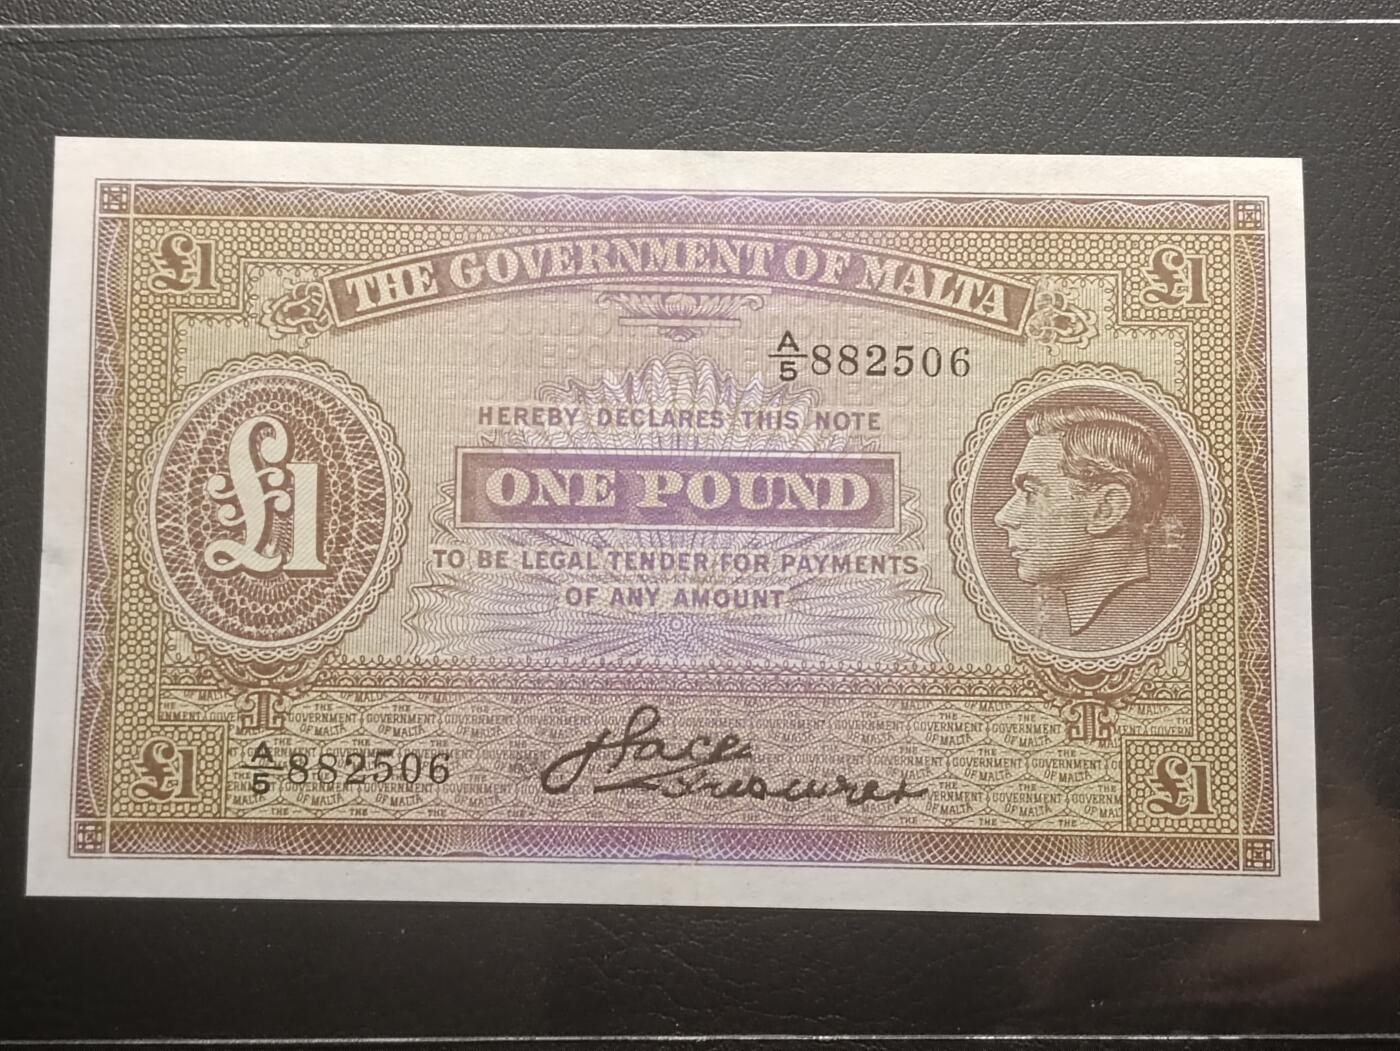 £1 £1
THE GOVERNMENT OF MALTA
A/5 882506
HEREBY DECLARES THIS NOTE
£1
ONE POUND
TO BE LEGAL TENDER FOR PAYMENTS
OF ANY AMOUNT
A/5 882506
J Pace
Treasurer
£1 £1